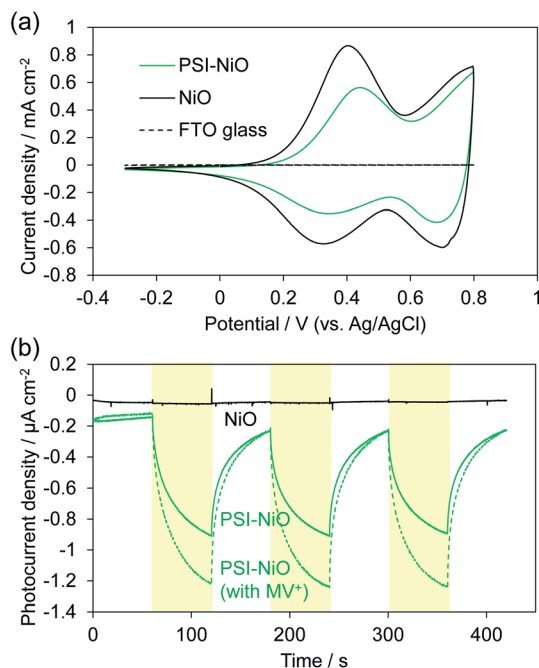 (a)
1
0.8
0.6
0.4
0.2
0
-0.2
-0.4
-0.6
-0.8
Current density / mA cm-2
PSI-NiO
NiO
FTO glass
-0.4
-0.2
0
0.2
0.4
0.6
0.8
1
Potential / V (vs. Ag/AgCl)
(b)
0.2
0
-0.2
-0.4
-0.6
-0.8
-1
-1.2
-1.4
Photocurrent density / µA cm-2
NiO
PSI-NiO
PSI-NiO
(with MV+)
0
100
200
300
400
500
Time / s